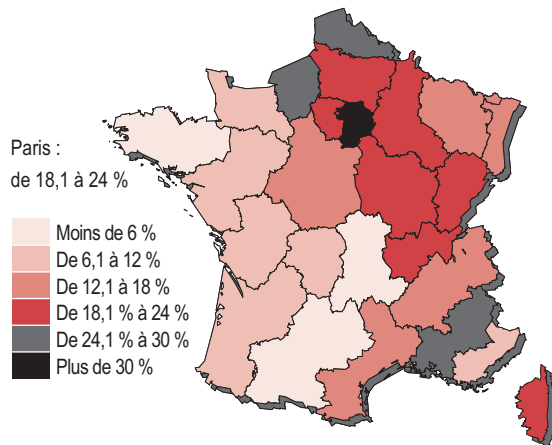 Paris :
de 18,1 à 24 %
Moins de 6 %
De 6,1 à 12 %
De 12,1 à 18 %
De 18,1 % à 24 %
De 24,1 % à 30 %
Plus de 30 %